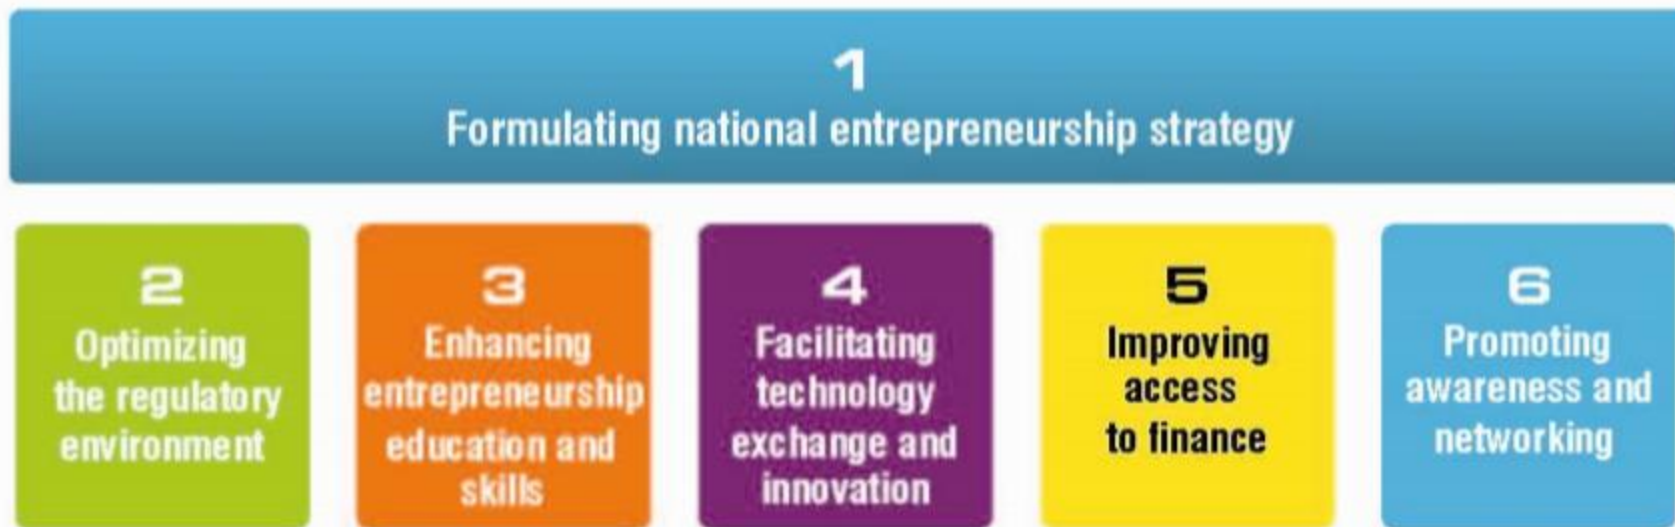 1
Formulating national entrepreneurship strategy
2
Optimizing
the regulatory
environment
3
Enhancing
entrepreneurship
education and
skills
4
Facilitating
technology
exchange and
innovation
5
Improving
access
to finance
6
Promoting
awareness and
networking